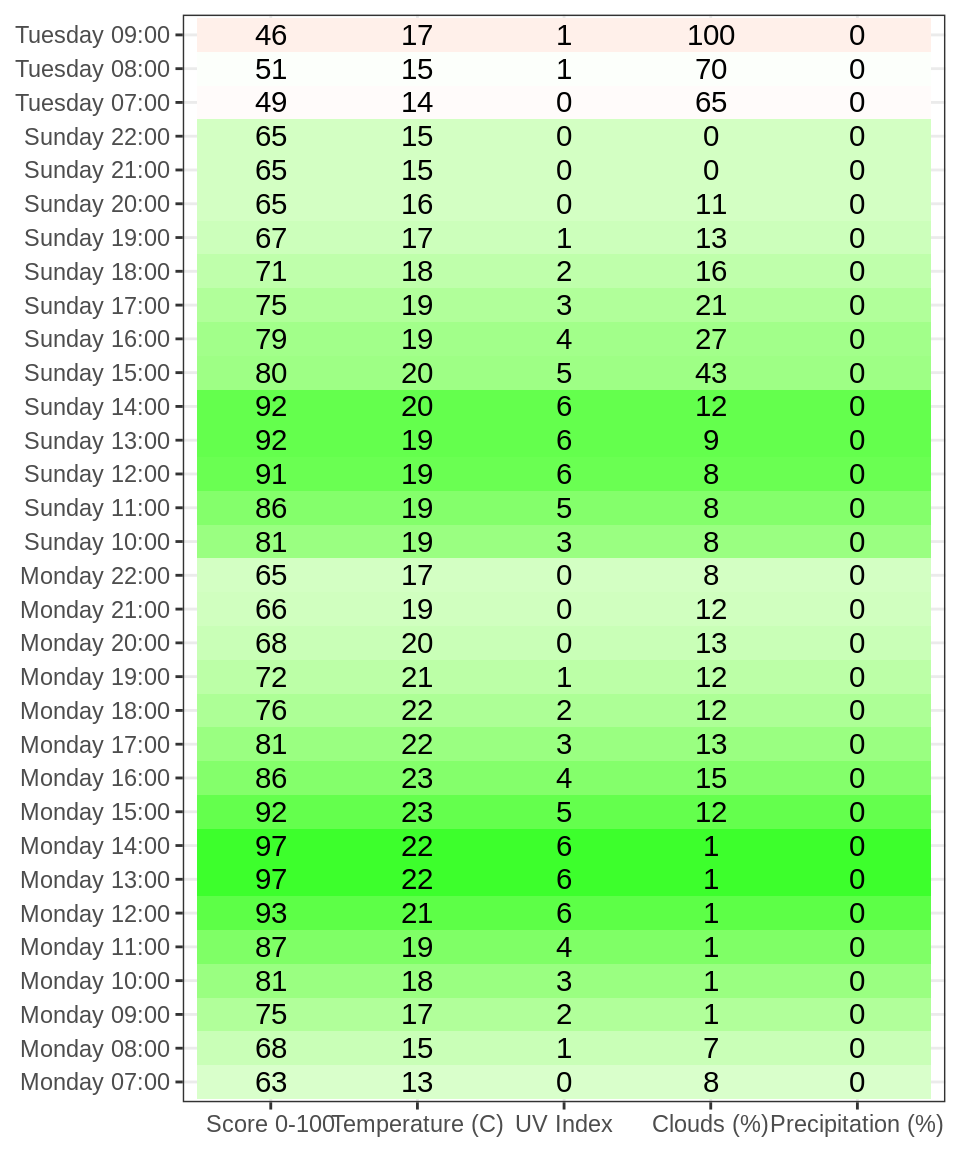 Tuesday 09:00 46 17 1 100 0
Tuesday 08:00 51 15 1 70 0
Tuesday 07:00 49 14 0 65 0
Sunday 22:00 65 15 0 0 0
Sunday 21:00 65 15 0 0 0
Sunday 20:00 65 16 0 11 0
Sunday 19:00 67 17 1 13 0
Sunday 18:00 71 18 2 16 0
Sunday 17:00 75 19 3 21 0
Sunday 16:00 79 19 4 27 0
Sunday 15:00 80 20 5 43 0
Sunday 14:00 92 20 6 12 0
Sunday 13:00 92 19 6 9 0
Sunday 12:00 91 19 6 8 0
Sunday 11:00 86 19 5 8 0
Sunday 10:00 81 19 3 8 0
Monday 22:00 65 17 0 8 0
Monday 21:00 66 19 0 12 0
Monday 20:00 68 20 0 13 0
Monday 19:00 72 21 1 12 0
Monday 18:00 76 22 2 12 0
Monday 17:00 81 22 3 13 0
Monday 16:00 86 23 4 15 0
Monday 15:00 92 23 5 12 0
Monday 14:00 97 22 6 1 0
Monday 13:00 97 22 6 1 0
Monday 12:00 93 21 6 1 0
Monday 11:00 87 19 4 1 0
Monday 10:00 81 18 3 1 0
Monday 09:00 75 17 2 1 0
Monday 08:00 68 15 1 7 0
Monday 07:00 63 13 0 8 0
Score 0-100 Temperature (C) UV Index Clouds (%) Precipitation (%)